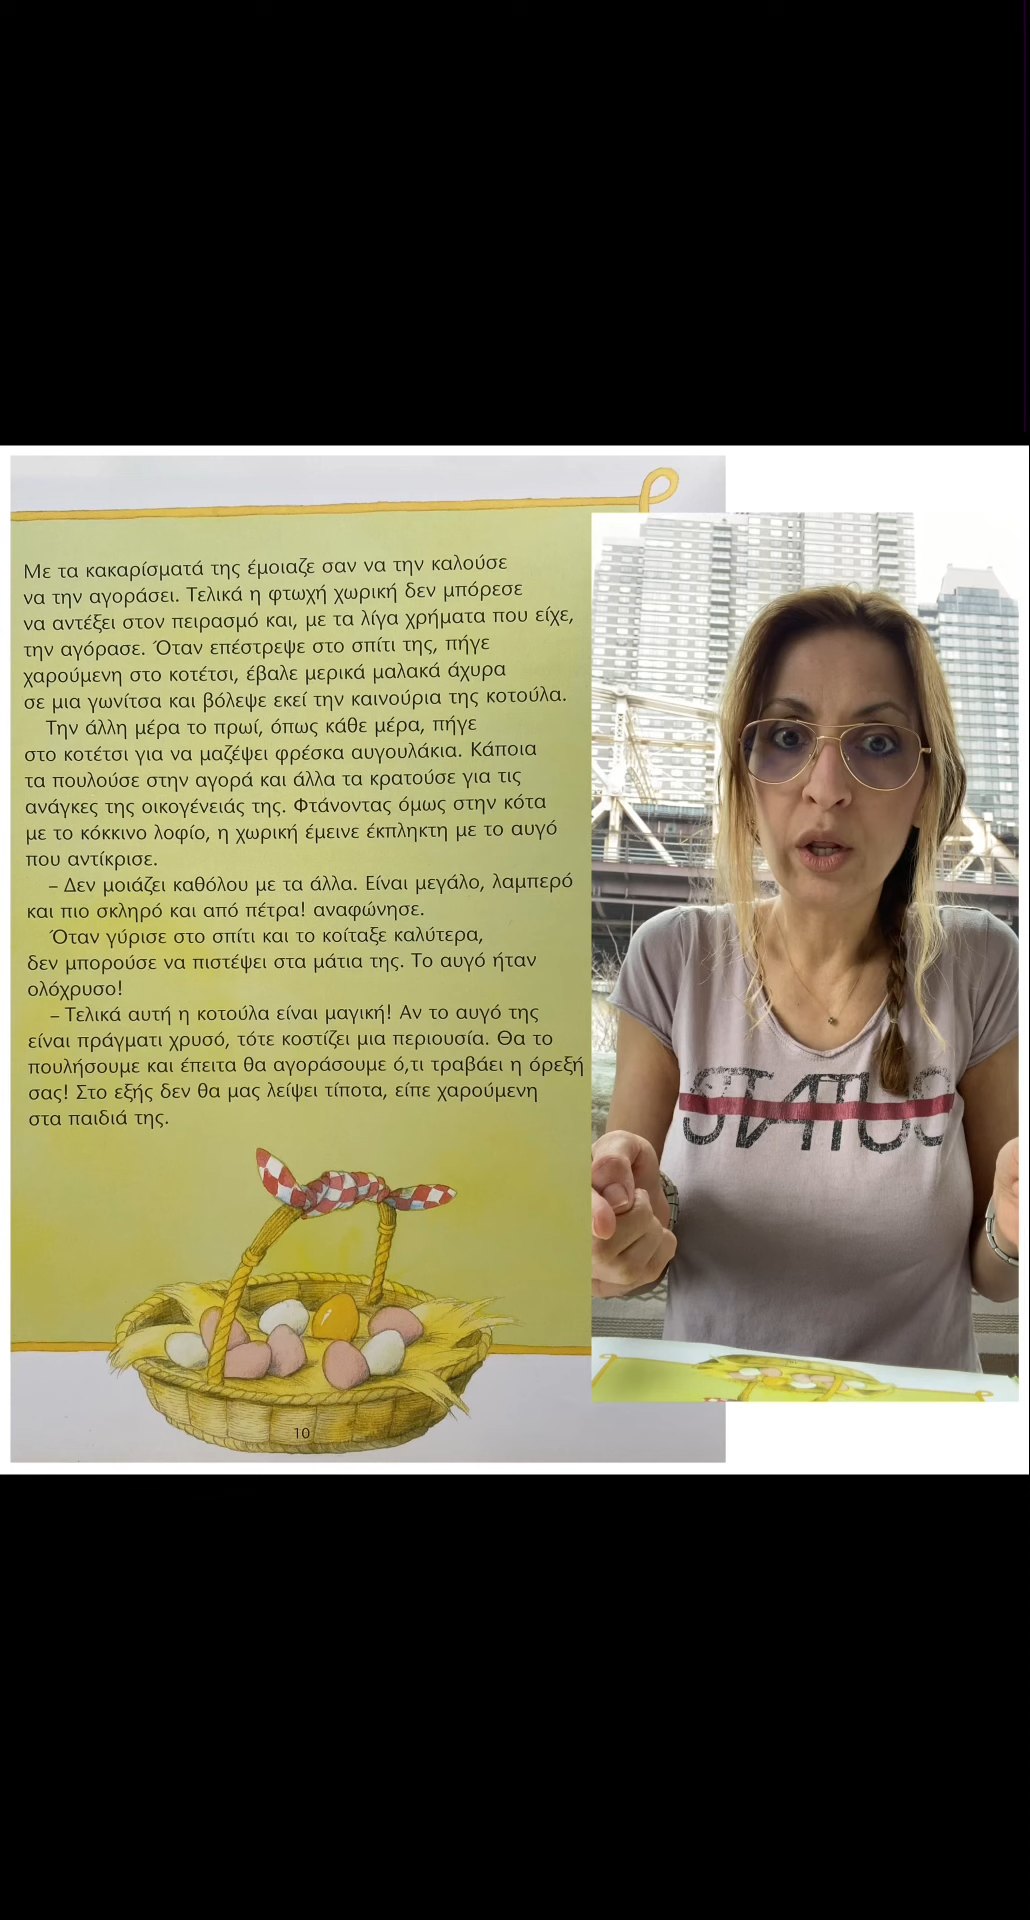 Με τα κακαρίσματά της έμοιαζε σαν να την καλούσε
να την αγοράσει. Τελικά η φτωχή χωρική δεν μπόρεσε
να αντέξει στον πειρασμό και, με τα λίγα χρήματα που είχε,
την αγόρασε. Όταν επέστρεψε στο σπίτι της, πήγε
χαρούμενη στο κοτέτσι, έβαλε μερικά μαλακά άχυρα
σε μια γωνίτσα και βόλεψε εκεί την καινούρια της κοτούλα.
Την άλλη μέρα το πρωί, όπως κάθε μέρα, πήγε
στο κοτέτσι για να μαζέψει φρέσκα αυγουλάκια. Κάποια
τα πουλούσε στην αγορά και άλλα τα κρατούσε για τις
ανάγκες της οικογένειάς της. Φτάνοντας όμως στην κότα
με το κόκκινο λοφίο, η χωρική έμεινε έκπληκτη με το αυγό
που αντίκρισε.
– Δεν μοιάζει καθόλου με τα άλλα. Είναι μεγάλο, λαμπερό
και πιο σκληρό και από πέτρα! αναφώνησε.
Όταν γύρισε στο σπίτι και το κοίταξε καλύτερα,
δεν μπορούσε να πιστέψει στα μάτια της. Το αυγό ήταν
ολόχρυσο!
– Τελικά αυτή η κοτούλα είναι μαγική! Αν το αυγό της
είναι πράγματι χρυσό, τότε κοστίζει μια περιουσία. Θα το
πουλήσουμε και έπειτα θα αγοράσουμε ό,τι τραβάει η όρεξή
σας! Στο εξής δεν θα μας λείψει τίποτα, είπε χαρούμενη
στα παιδιά της.
10
STATUS